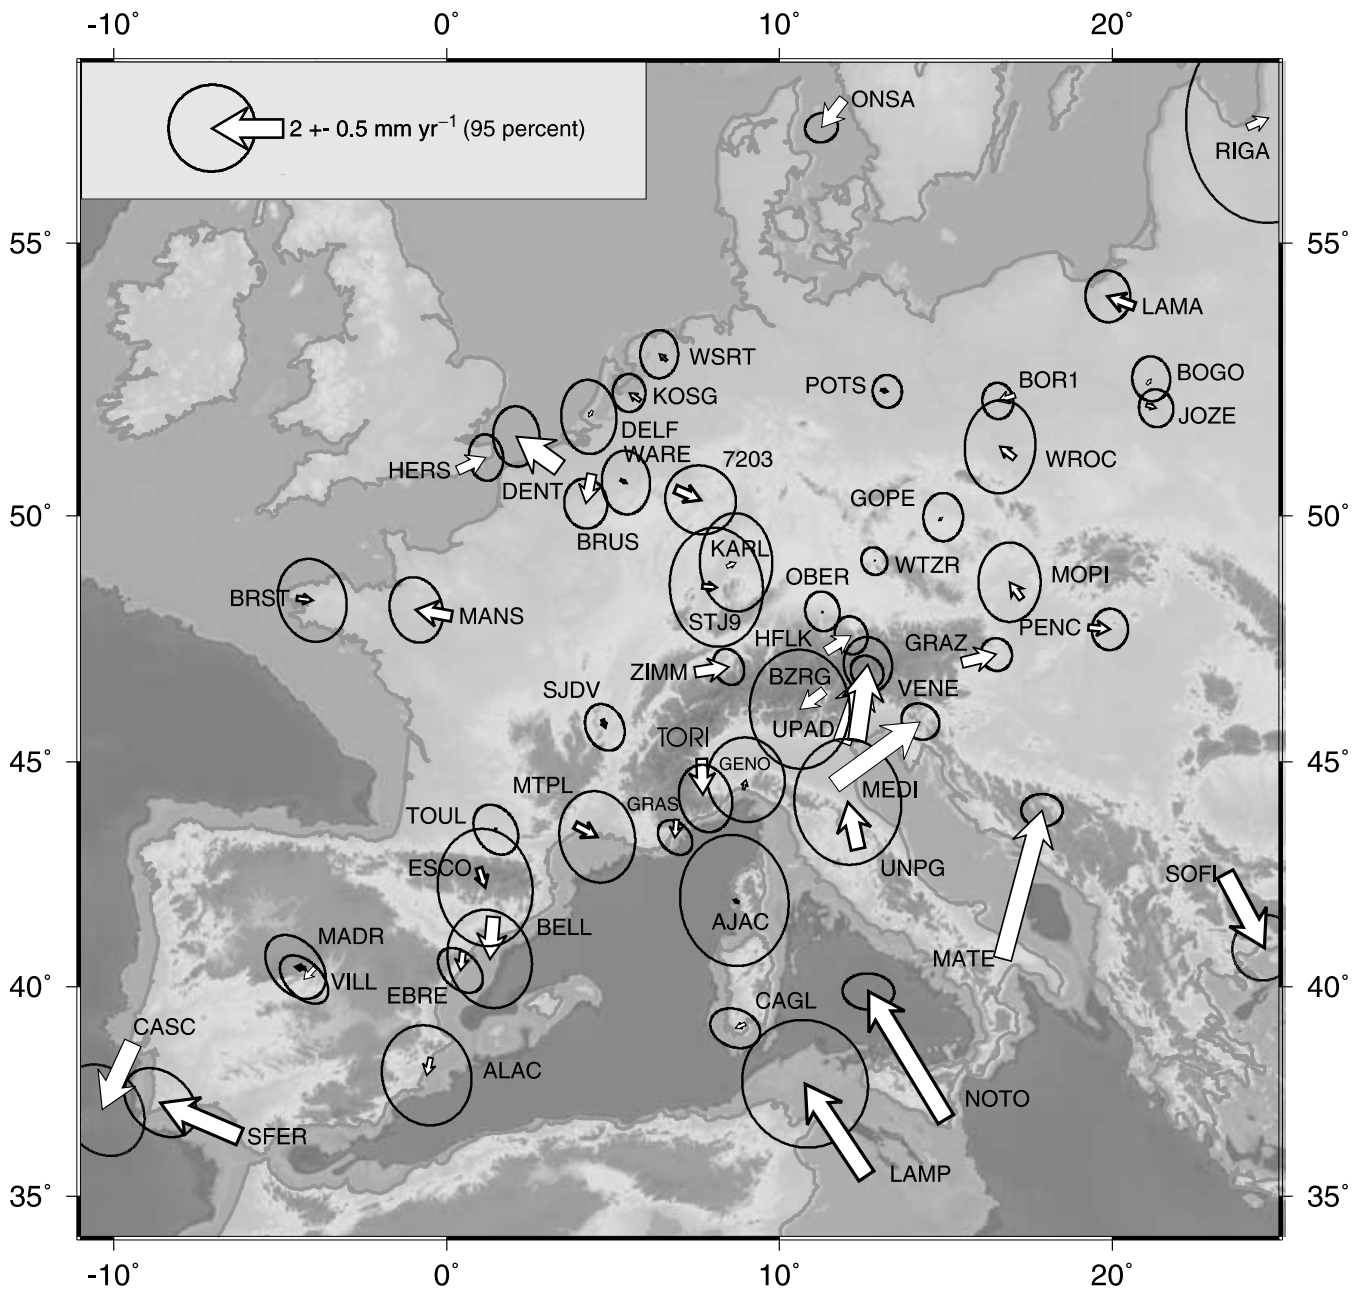 -10° 0° 10° 20°
2 +- 0.5 mm yr⁻¹ (95 percent)
ONSA
RIGA
55° 55°
LAMA
WSRT
BOGO
POTS
BOR1
KOSG
JOZE
DELF
WARE
7203
WROC
HERS
DENT
GOPE
50° 50°
BRUS
KARL
WTZR
OBER
MOPI
BRST
MANS
STJ9
PENC
HFLK
GRAZ
ZIMM
BZRG
VENE
SJDV
UPAD
TORI
45° 45°
GENO
MTPL
MEDI
GRAS
TOUL
ESCO
UNPG
SOFI
AJAC
BELL
MADR
MATE
VILL
40° 40°
EBRE
CAGL
CASC
ALAC
NOTO
SFER
LAMP
35° 35°
-10° 0° 10° 20°